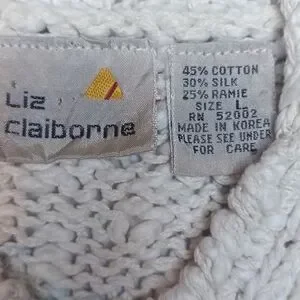 Liz
claiborne
45% COTTON
30% SILK
25% RAMIE
SIZE L
RN 52002
MADE IN KOREA
PLEASE SEE UNDER
FOR CARE